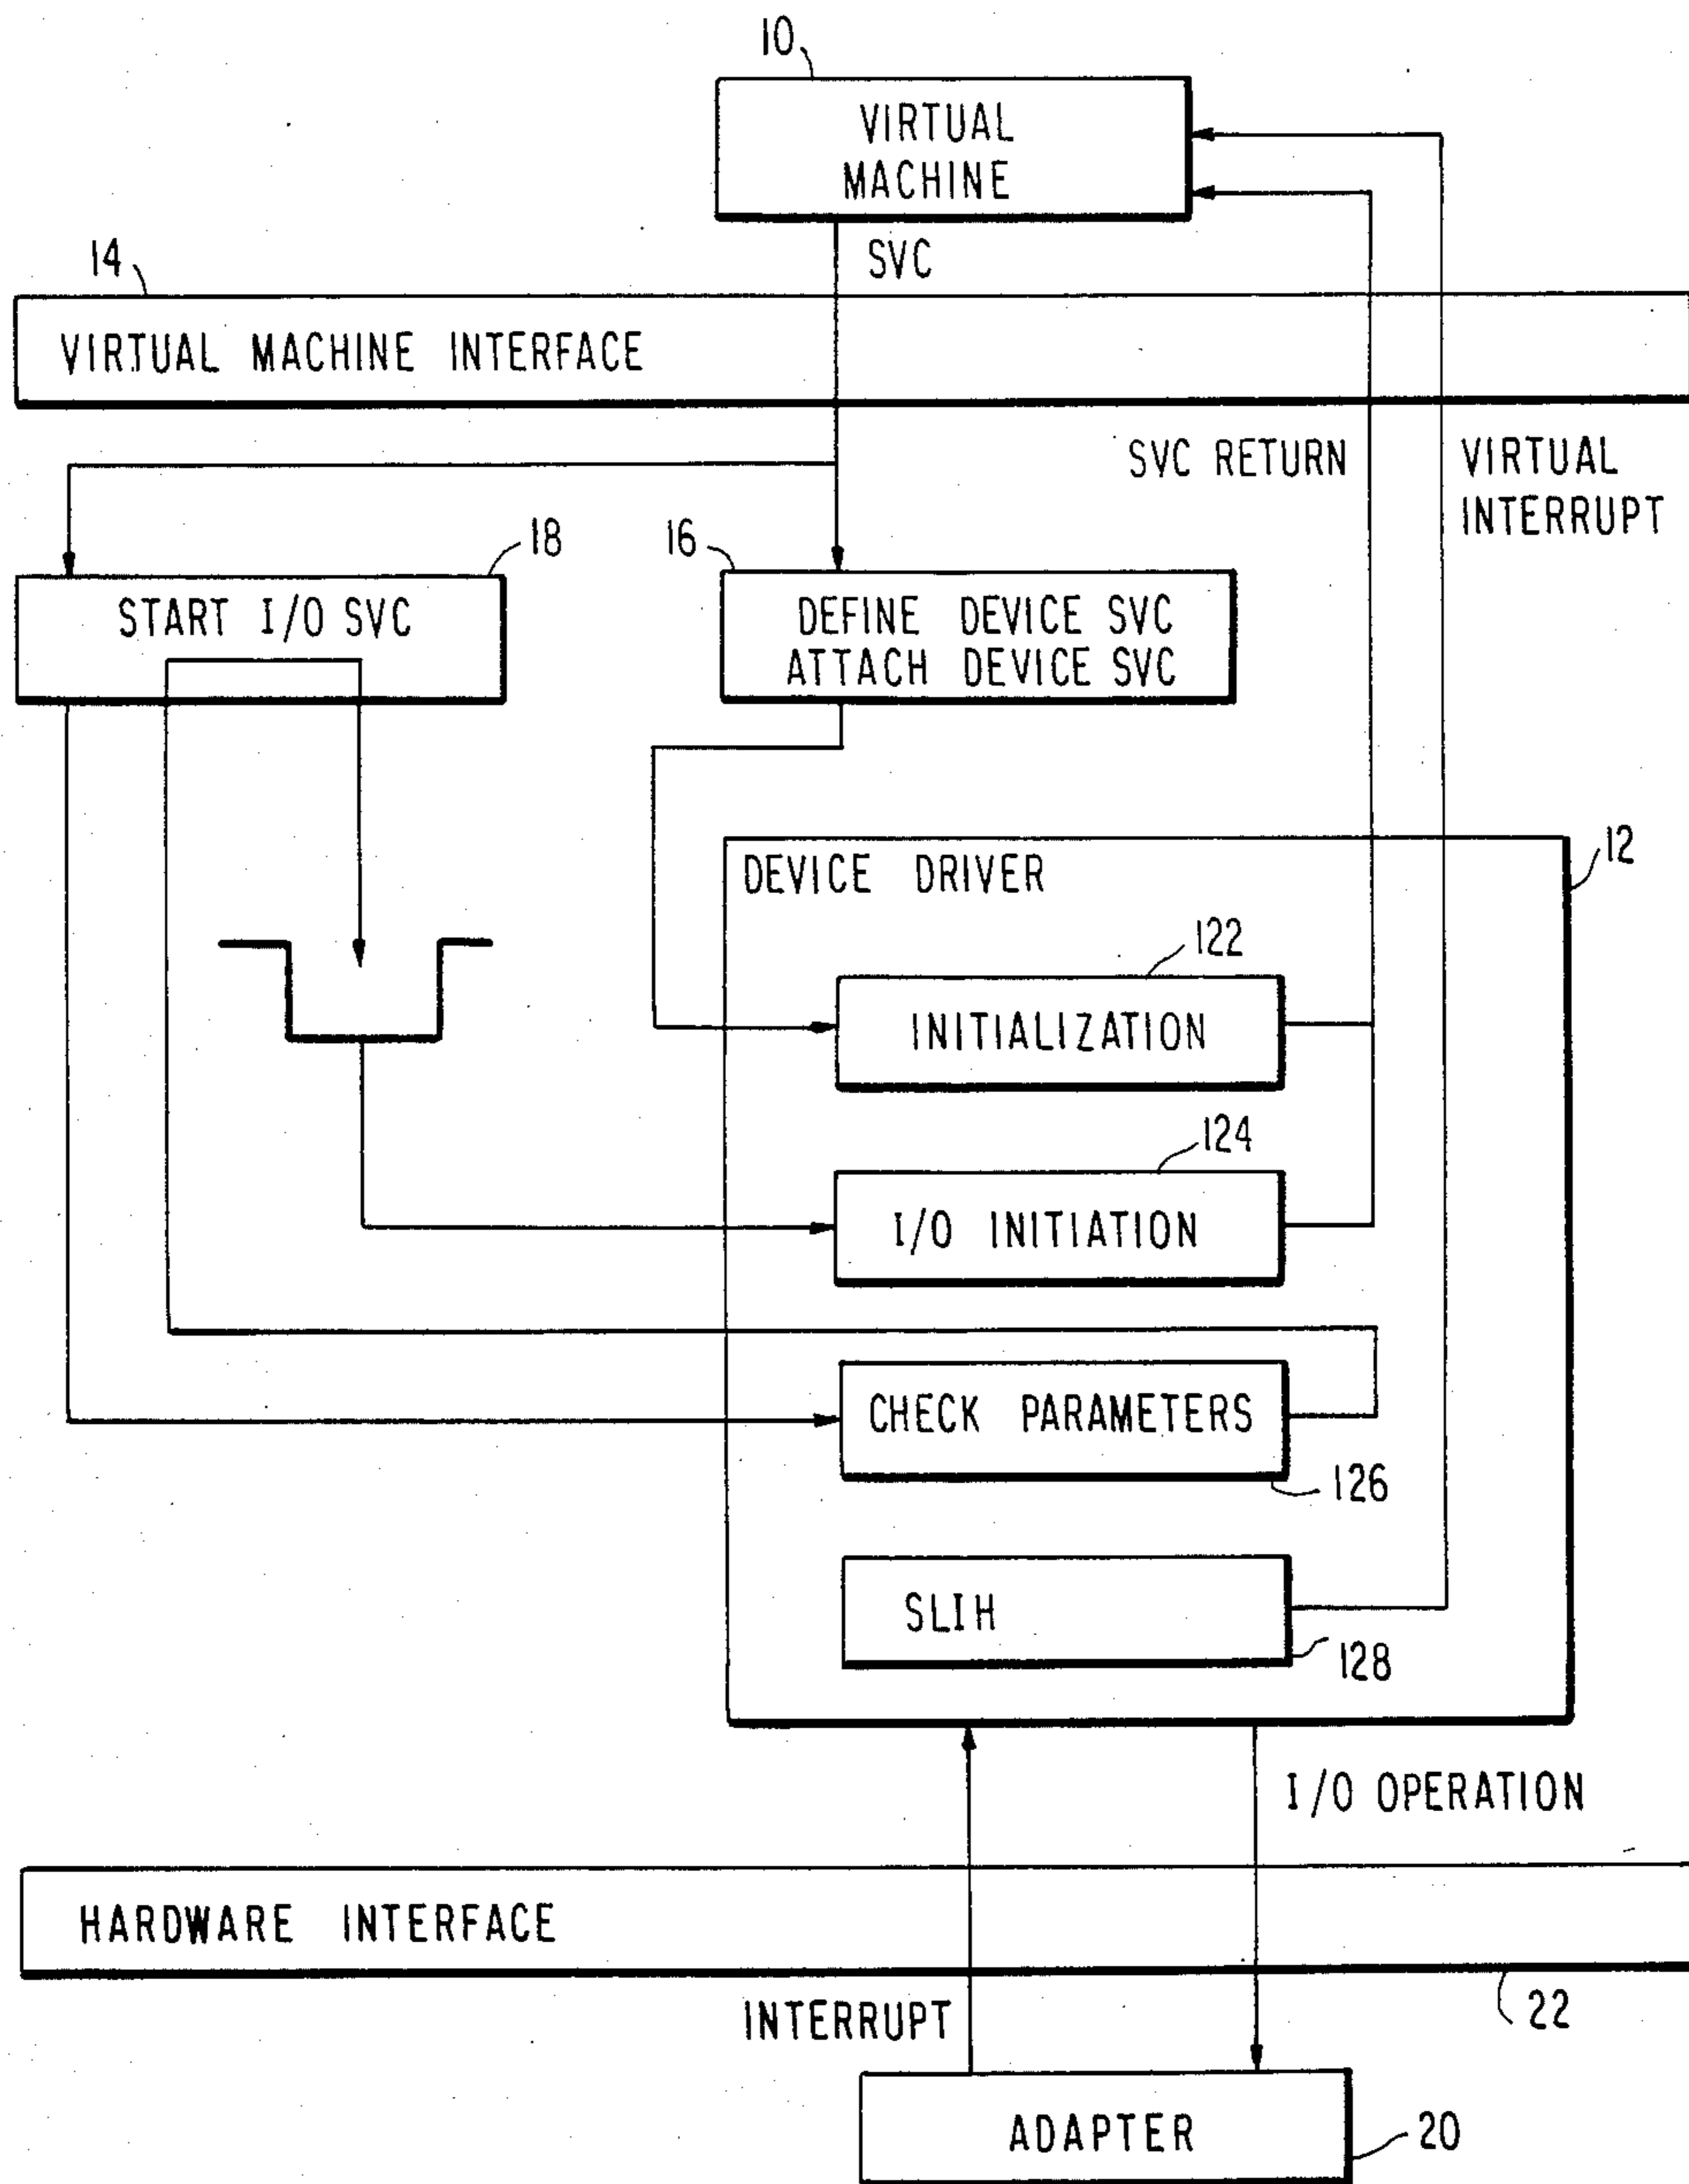 10
VIRTUAL
MACHINE
SVC
14
VIRTUAL MACHINE INTERFACE
SVC RETURN
VIRTUAL
INTERRUPT
18
START I/O SVC
16
DEFINE DEVICE SVC
ATTACH DEVICE SVC
12
DEVICE DRIVER
122
INITIALIZATION
124
I/O INITIATION
CHECK PARAMETERS
126
SLIH
128
I/O OPERATION
HARDWARE INTERFACE
22
INTERRUPT
ADAPTER
20